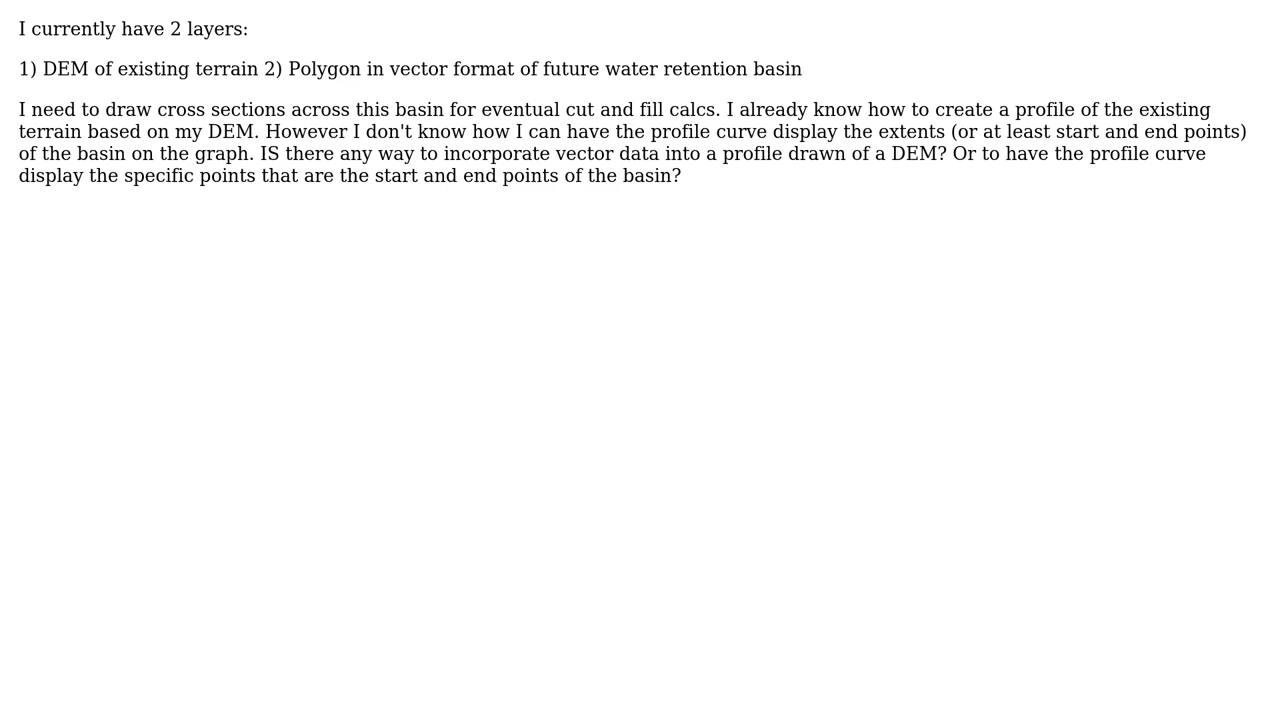 I currently have 2 layers:
1) DEM of existing terrain 2) Polygon in vector format of future water retention basin
I need to draw cross sections across this basin for eventual cut and fill calcs. I already know how to create a profile of the existing
terrain based on my DEM. However I don't know how I can have the profile curve display the extents (or at least start and end points)
of the basin on the graph. IS there any way to incorporate vector data into a profile drawn of a DEM? Or to have the profile curve
display the specific points that are the start and end points of the basin?